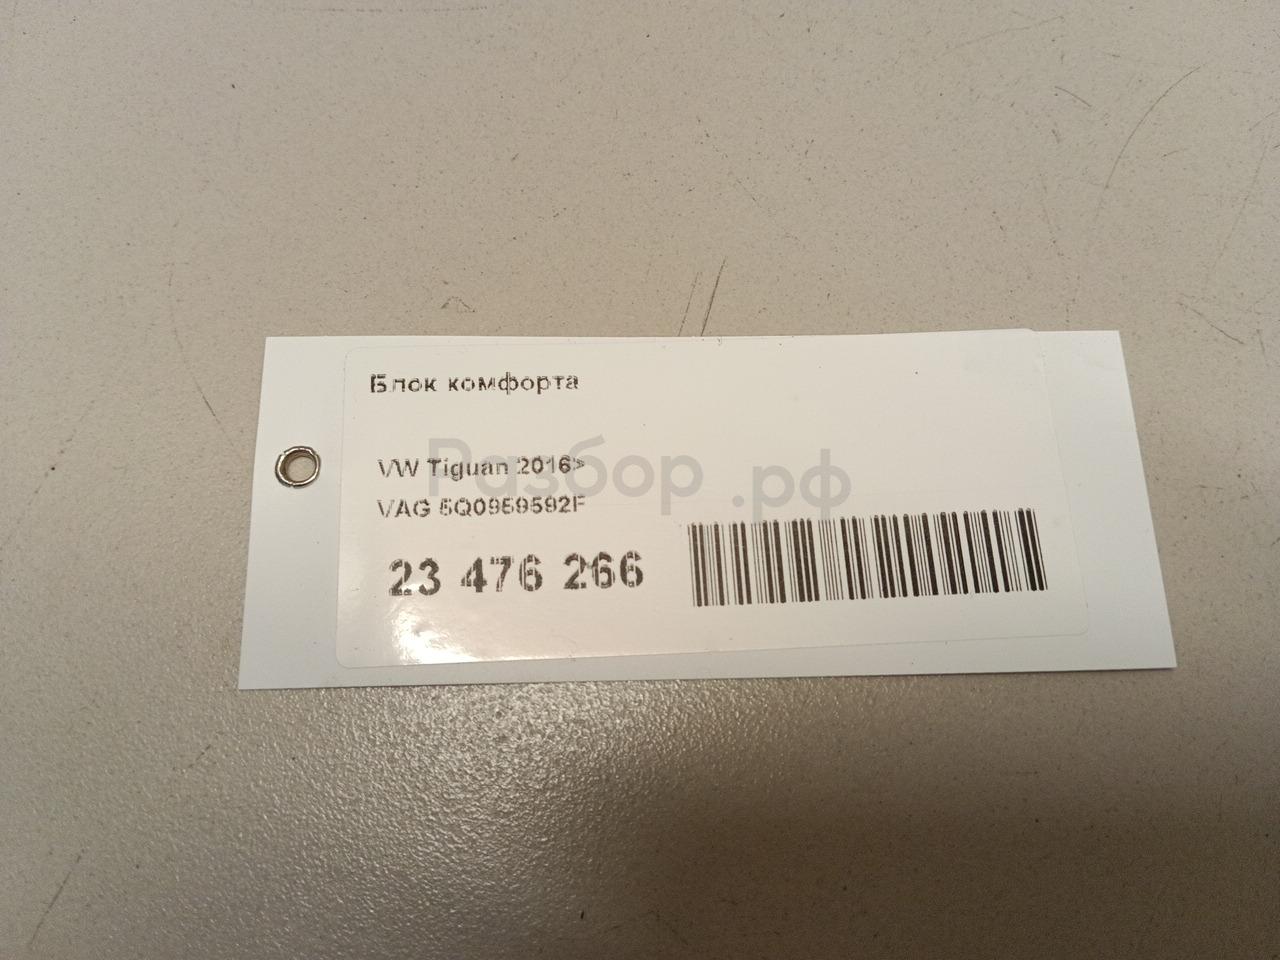 Блок комфорта
VW Tiguan 2016>
VAG 5Q0959592F
23 476 266
Разбор.рф